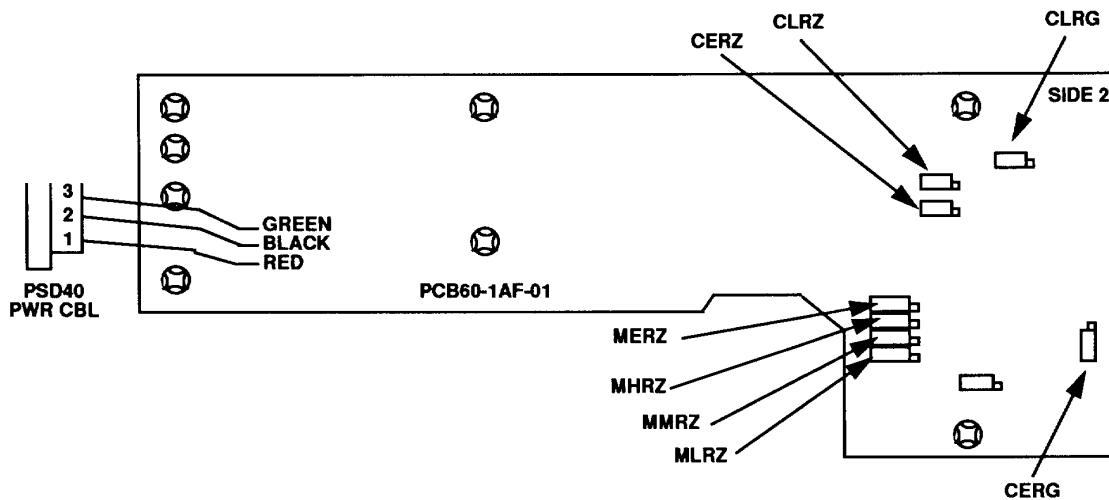 CLRZ
CLRG
CERZ
SIDE 2
3
2
1
GREEN
BLACK
RED
PSD40
PWR CBL
PCB60-1AF-01
MERZ
MHRZ
MMRZ
MLRZ
CERG